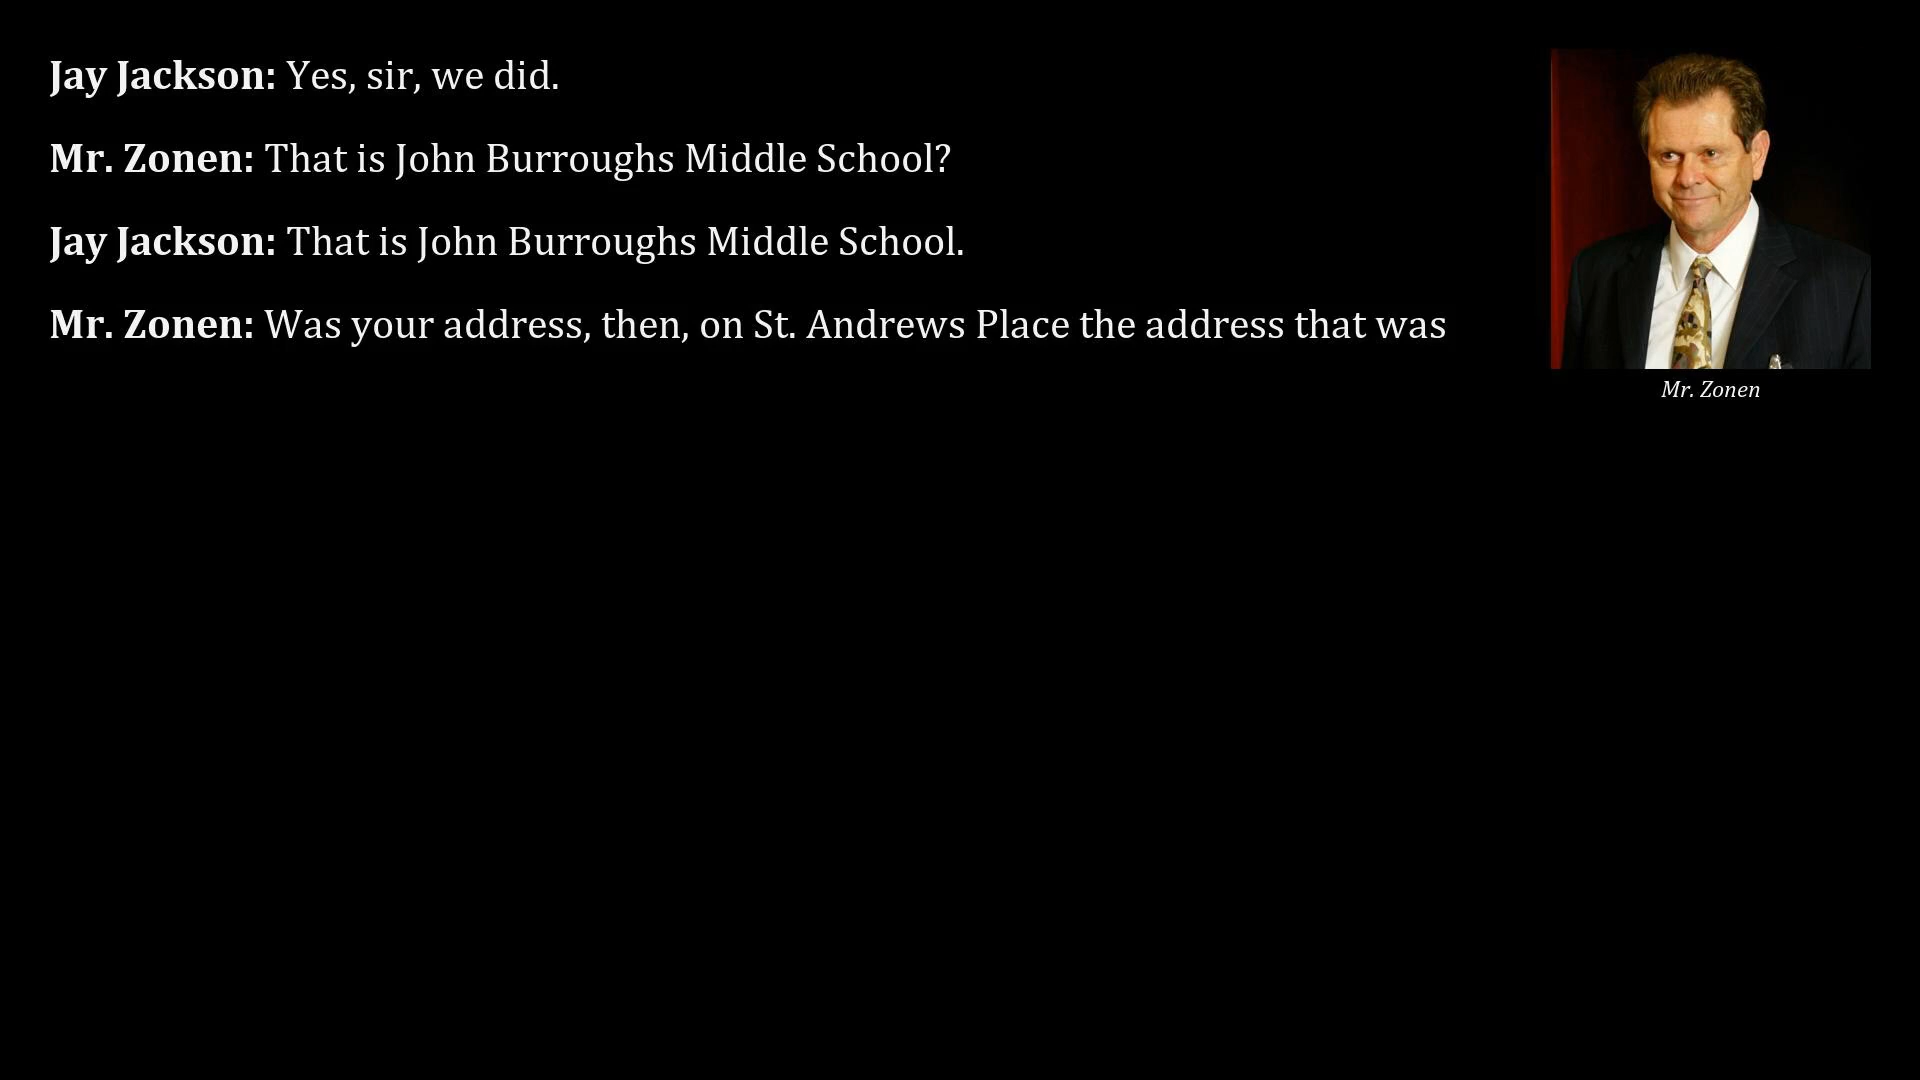 Jay Jackson: Yes, sir, we did.
Mr. Zonen: That is John Burroughs Middle School?
Jay Jackson: That is John Burroughs Middle School.
Mr. Zonen: Was your address, then, on St. Andrews Place the address that was
Mr. Zonen